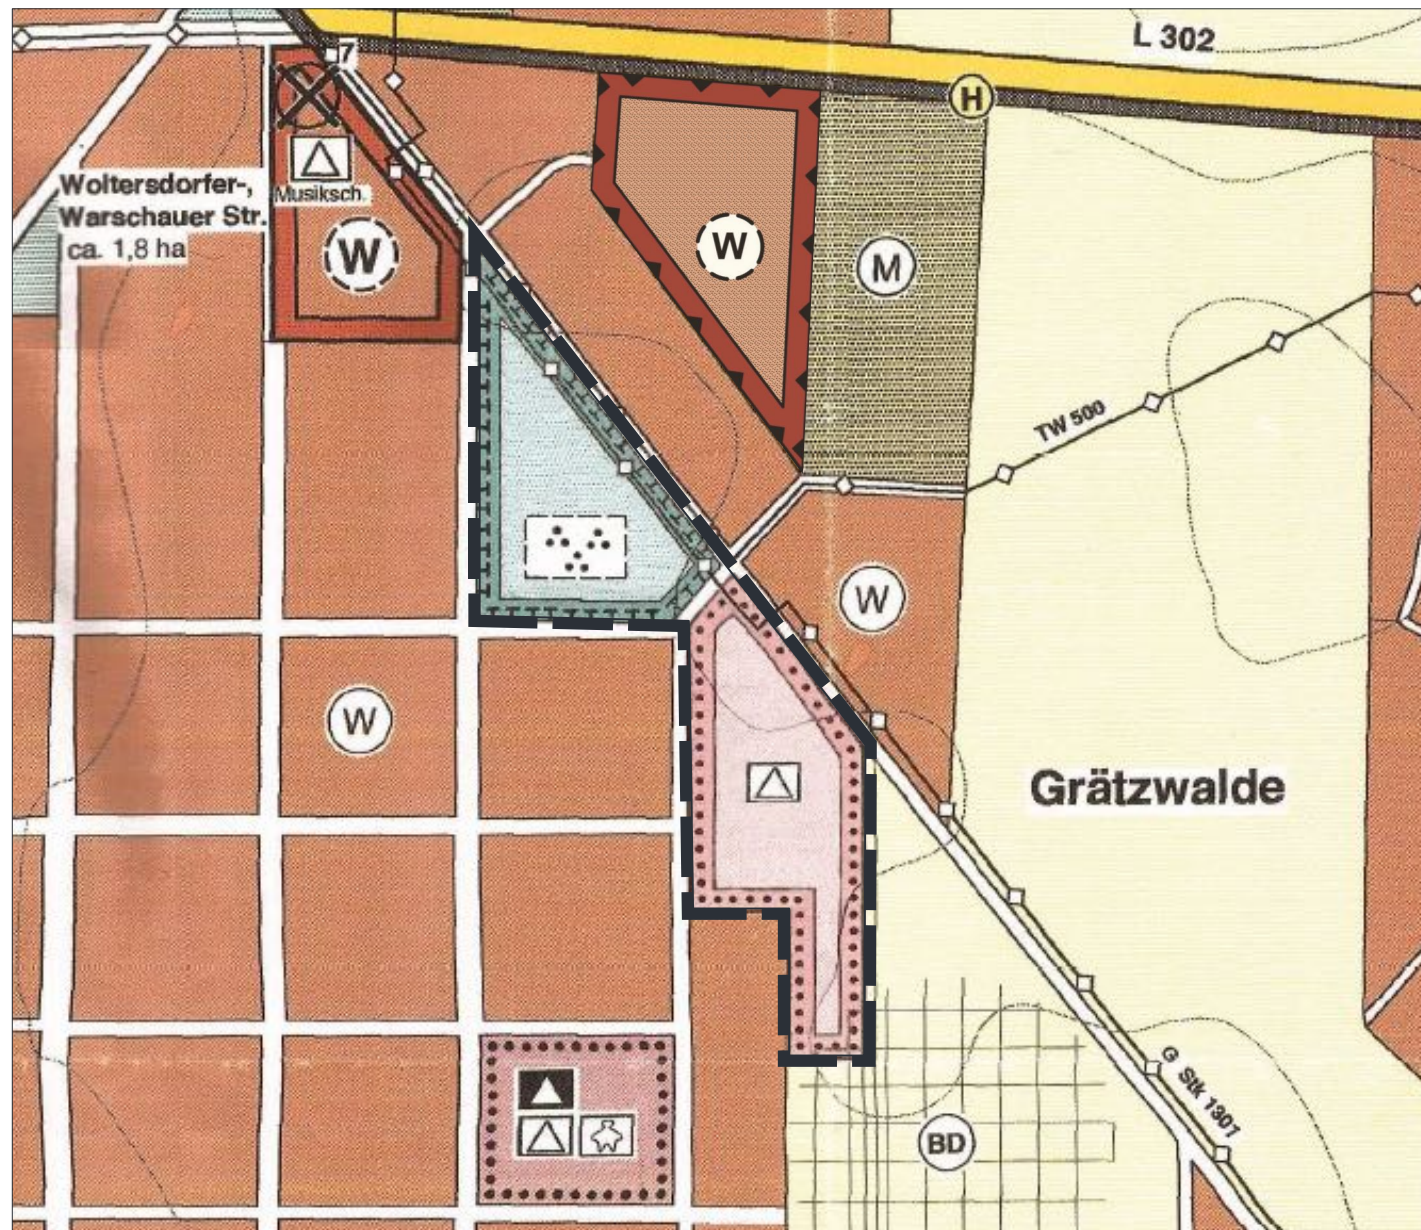 L 302
7
H
Woltersdorfer-,
Warschauer Str.
ca. 1,8 ha
Musiksch.
W
W
M
TW 500
W
W
Grätzwalde
G Stk 1301
BD